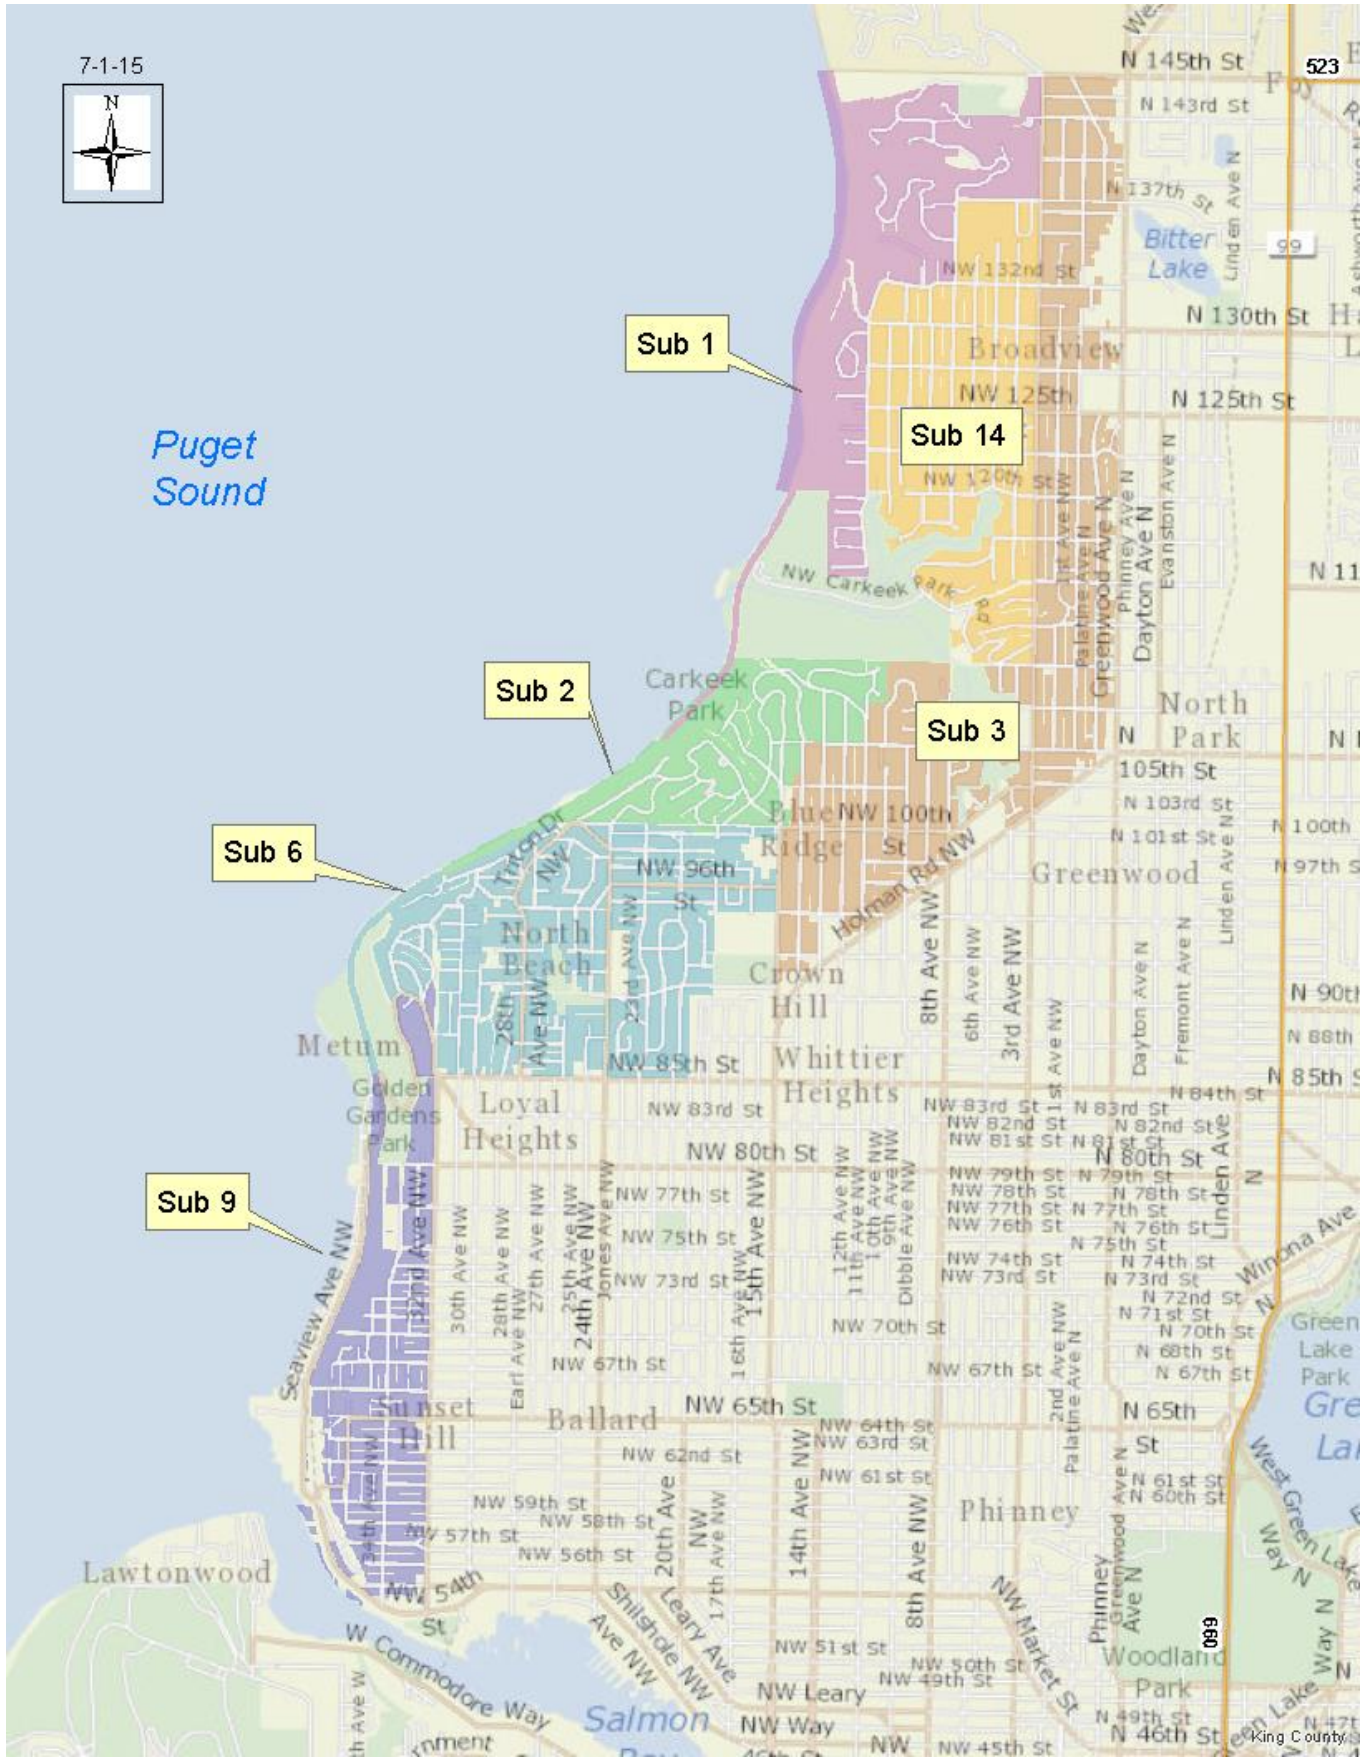 7-1-15
N
N 145th St
523
N 143rd St
N 137th St
Linden Ave N
Bitter
Lake
99
NW 132nd St
N 130th St
Sub 1
Broadview
NW 125th
N 125th St
Sub 14
Puget
Sound
NW 120th St
1st Ave NW
Palatine Ave N
Greenwood Ave N
Phinney Ave N
Dayton Ave N
Evanston Ave N
NW Carkeek Park Rd
N 11
Sub 2
Carkeek
Park
Sub 3
North
Park
N
105th St
Blue
Ridge
NW 100th
St
N 103rd St
N 101st St
Linden Ave N
N 100th
Sub 6
Triton Dr
NW
NW 96th
St
Holman Rd NW
Greenwood
N 97th S
North
Beach
23rd Ave NW
28th
Ave NW
Crown
Hill
8th Ave NW
6th Ave NW
3rd Ave NW
1st Ave NW
Dayton Ave N
Fremont Ave N
N 90th
N 88th
Metum
NW 85th St
Whittier
Heights
N 85th S
N 84th St
Golden
Gardens
Park
Loyal
Heights
NW 83rd St
NW 83rd St
N 83rd St
NW 82nd St
N 82nd St
NW 81st St
N 81st St
NW 80th St
N 80th St
Linden Ave
N
Sub 9
Seaview Ave NW
32nd Ave NW
30th Ave NW
28th Ave NW
Earl Ave NW
27th Ave NW
25th Ave NW
24th Ave NW
Jones Ave NW
NW 77th St
NW 75th St
NW 73rd St
16th Ave NW
15th Ave NW
12th Ave NW
11th Ave NW
10th Ave NW
9th Ave NW
Dibble Ave NW
NW 79th St
N 79th St
NW 78th St
N 78th St
NW 77th St
N 77th St
NW 76th St
N 76th St
N 75th St
NW 74th St
N 74th St
NW 73rd St
N 73rd St
Winona Ave
N
N 72nd St
N 71st St
NW 70th St
N 70th St
N 68th St
NW 67th St
NW 67th St
N 67th St
2nd Ave NW
Palatine Ave N
Green
Lake
Park
Sunset
Hill
Ballard
NW 65th St
N 65th
St
NW 64th St
NW 63rd St
NW 62nd St
NW 61st St
N 61st St
N 60th St
34th Ave NW
NW 59th St
NW 58th St
NW 57th St
NW 56th St
20th Ave
NW
17th Ave NW
14th Ave NW
8th Ave NW
Phinney
Greenwood Ave N
West Green Lake
Way N
Lawtonwood
NW 54th
St
Shilshole
Ave NW
Leary Ave
NW
NW Market St
Phinney
Ave N
099
Woodland
Park
W Commodore Way
NW 51st St
NW 50th St
NW 49th St
NW Leary
Way N
N
Salmon
NW Way
N 49th St
N 46th St
NW
NW 45th St
©King County